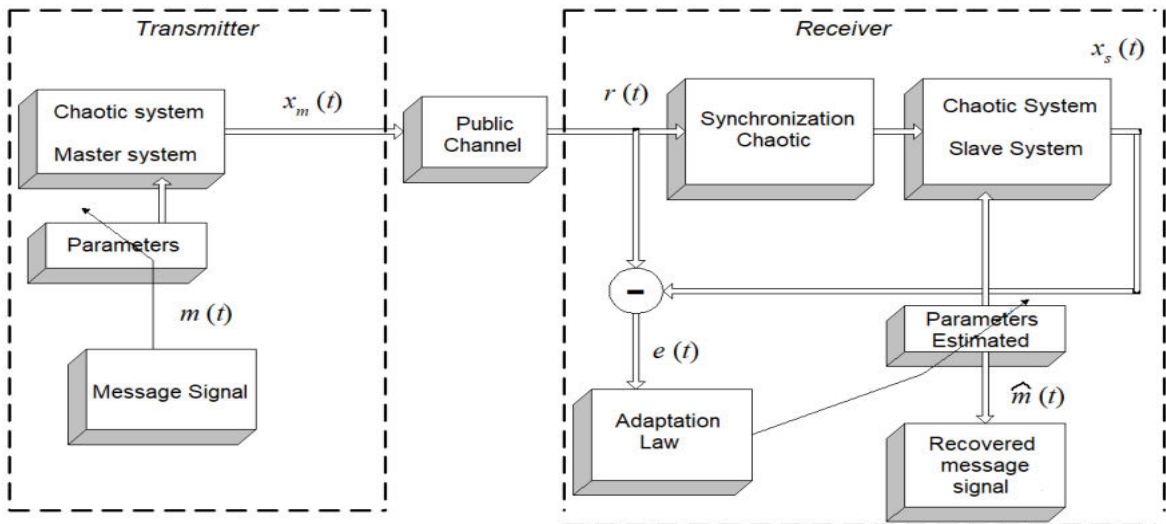 Transmitter
Chaotic system
Master system
x_m (t)
Parameters
m (t)
Message Signal
Public
Channel
Receiver
r (t)
Synchronization
Chaotic
x_s (t)
Chaotic System
Slave System
-
e (t)
Adaptation
Law
Parameters
Estimated
m̂ (t)
Recovered
message
signal